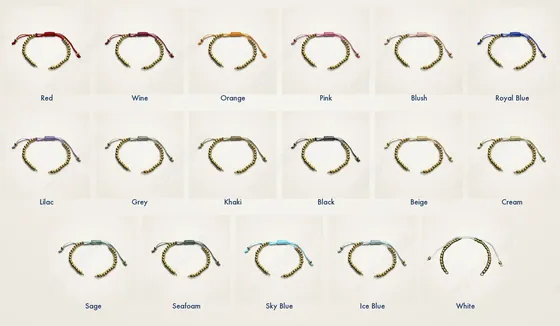 Red
Wine
Orange
Pink
Blush
Royal Blue
Lilac
Grey
Khaki
Black
Beige
Cream
Sage
Seafoam
Sky Blue
Ice Blue
White